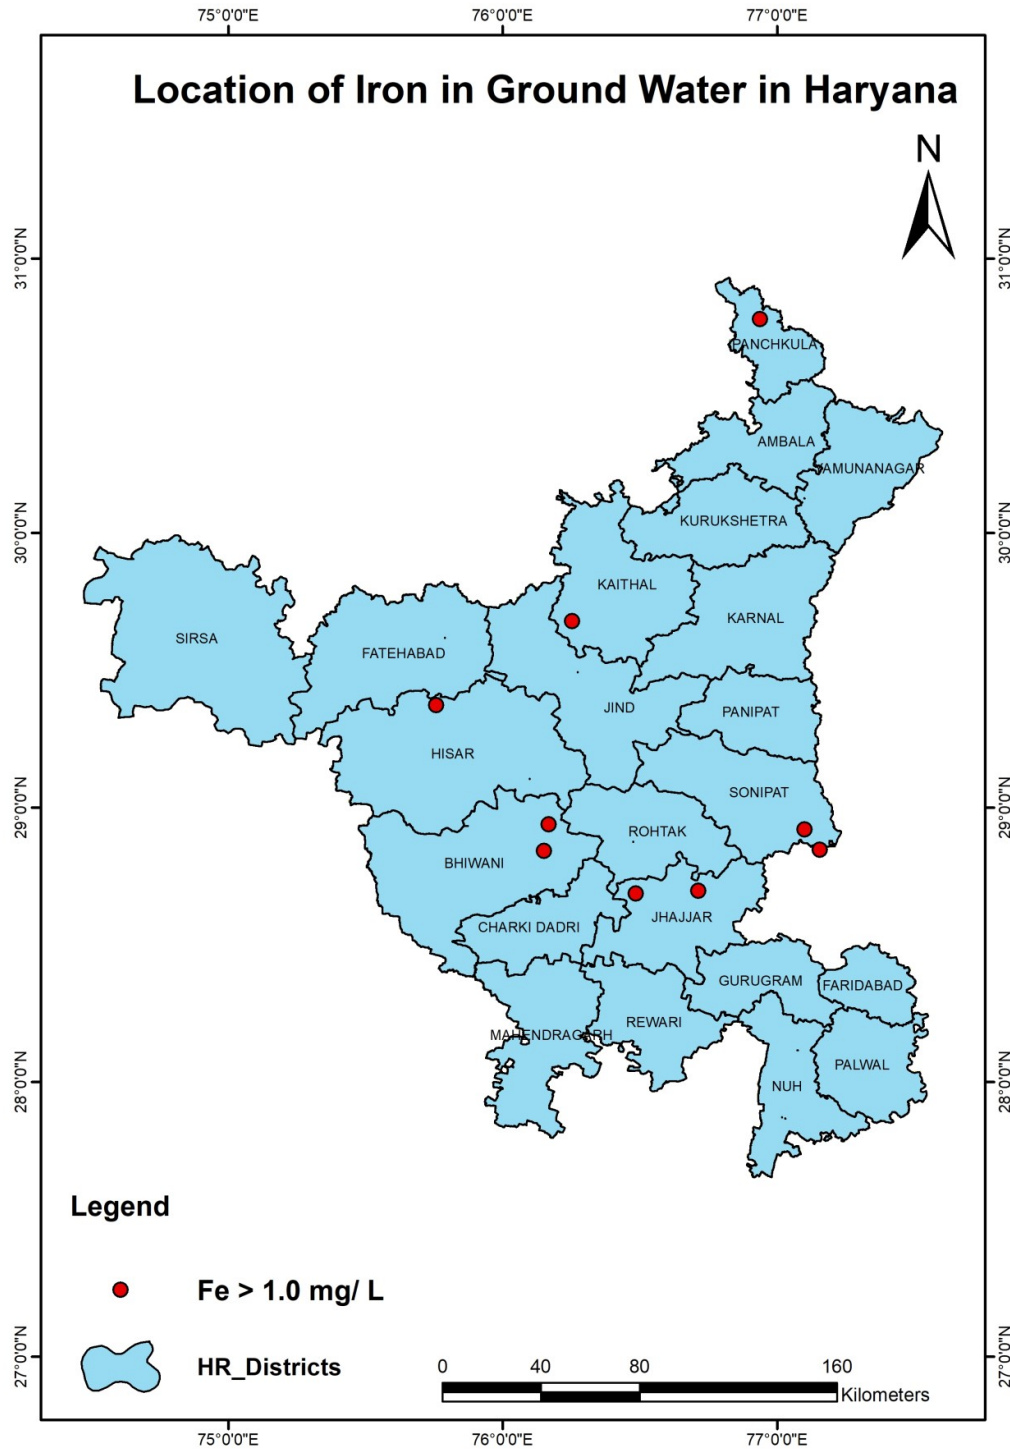 75°0'0"E 76°0'0"E 77°0'0"E
Location of Iron in Ground Water in Haryana
N
31°0'0"N 31°0'0"N
PANCHKULA
AMBALA
YAMUNANAGAR
KURUKSHETRA
30°0'0"N 30°0'0"N
KAITHAL
KARNAL
SIRSA
FATEHABAD
JIND
PANIPAT
HISAR
SONIPAT
29°0'0"N 29°0'0"N
ROHTAK
BHIWANI
JHAJJAR
CHARKI DADRI
GURUGRAM
FARIDABAD
REWARI
MAHENDRAGARH
PALWAL
28°0'0"N 28°0'0"N
NUH
Legend
Fe > 1.0 mg/ L
HR_Districts
27°0'0"N 27°0'0"N
0 40 80 160
Kilometers
75°0'0"E 76°0'0"E 77°0'0"E